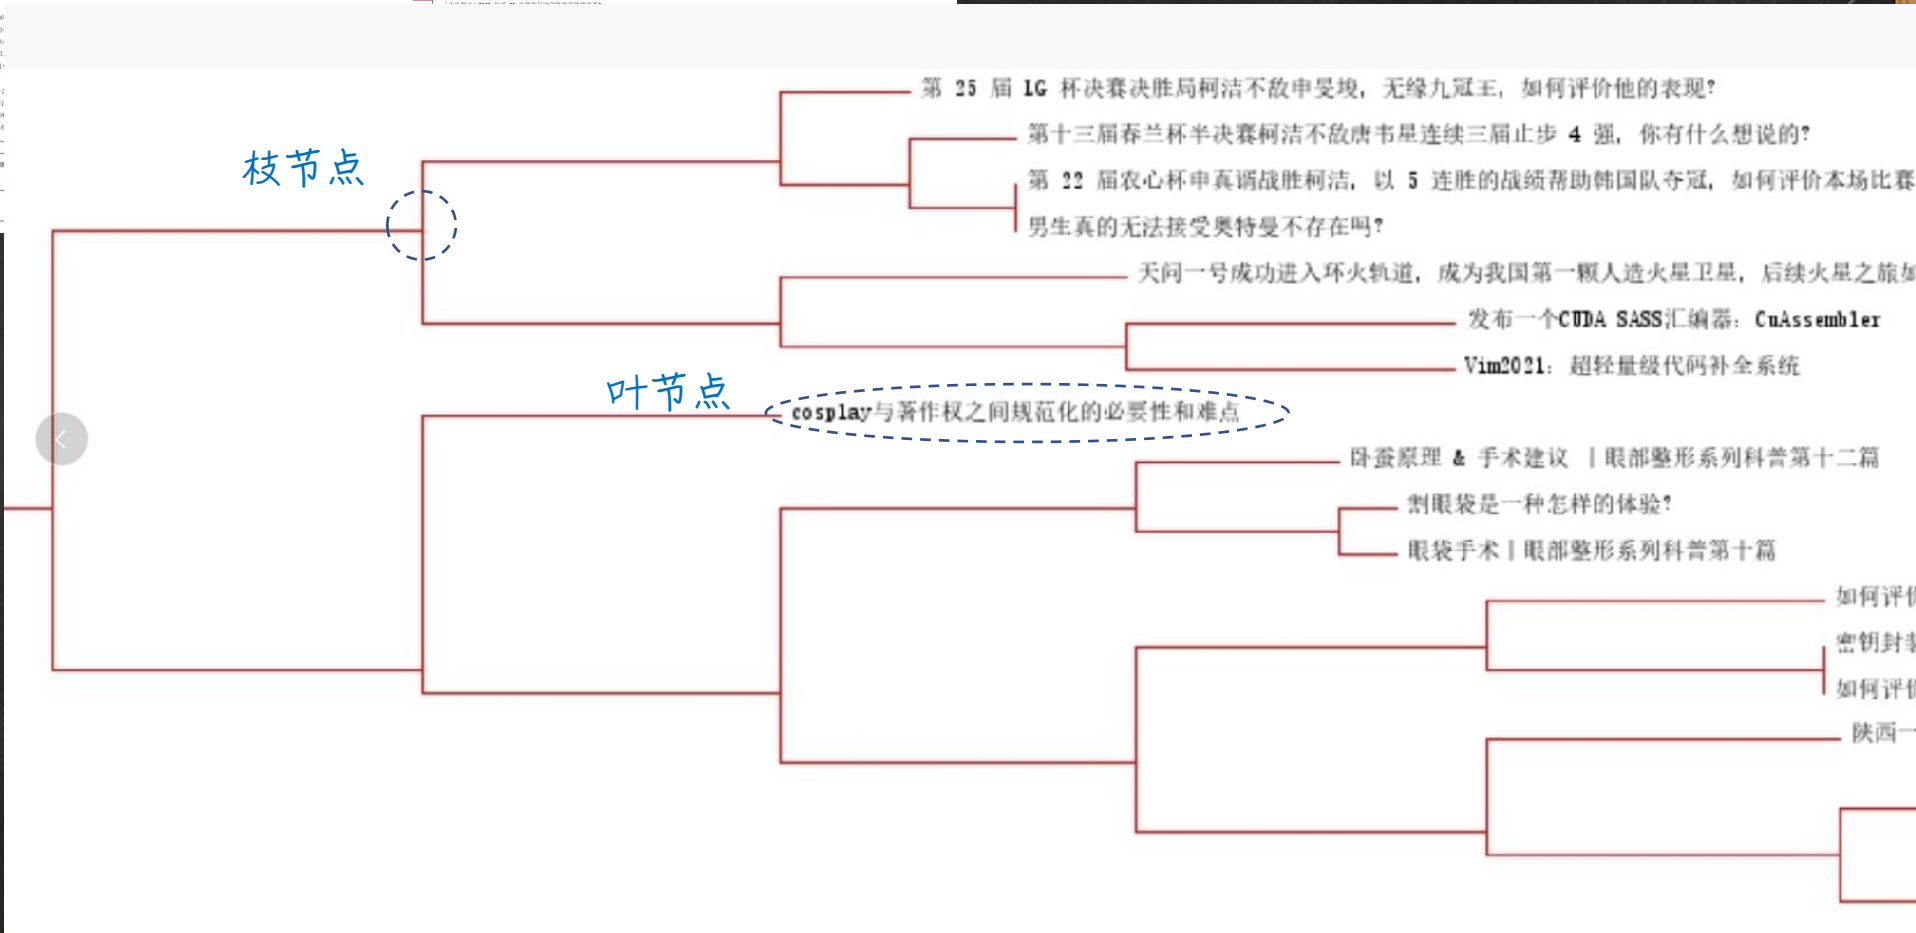 第 25 届 LG 杯决赛决胜局柯洁不敌申旻埈，无缘九冠王，如何评价他的表现？
第十三届春兰杯半决赛柯洁不敌唐韦星连续三届止步 4 强，你有什么想说的？
枝节点
第 22 届农心杯申真谞战胜柯洁，以 5 连胜的战绩帮助韩国队夺冠，如何评价本场比赛
男生真的无法接受奥特曼不存在吗？
天问一号成功进入环火轨道，成为我国第一颗人造火星卫星，后续火星之旅如
发布一个CUDA SASS汇编器：CuAssembler
Vim2021：超轻量级代码补全系统
叶节点
cosplay与著作权之间规范化的必要性和难点
卧蚕原理 & 手术建议 丨眼部整形系列科普第十二篇
割眼袋是一种怎样的体验？
眼袋手术丨眼部整形系列科普第十篇
如何评价
密钥封装
如何评价
陕西一